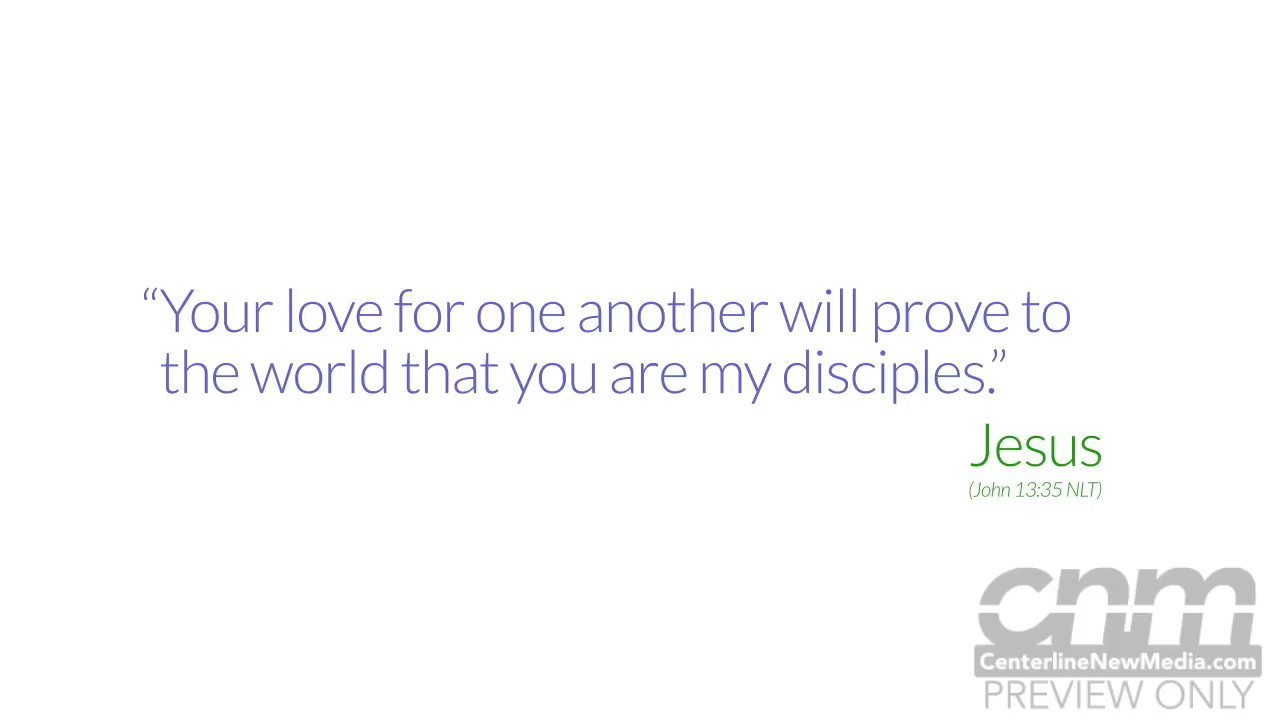 “Your love for one another will prove to
the world that you are my disciples.”
Jesus
(John 13:35 NLT)
cnm
CenterlineNewMedia.com
PREVIEW ONLY